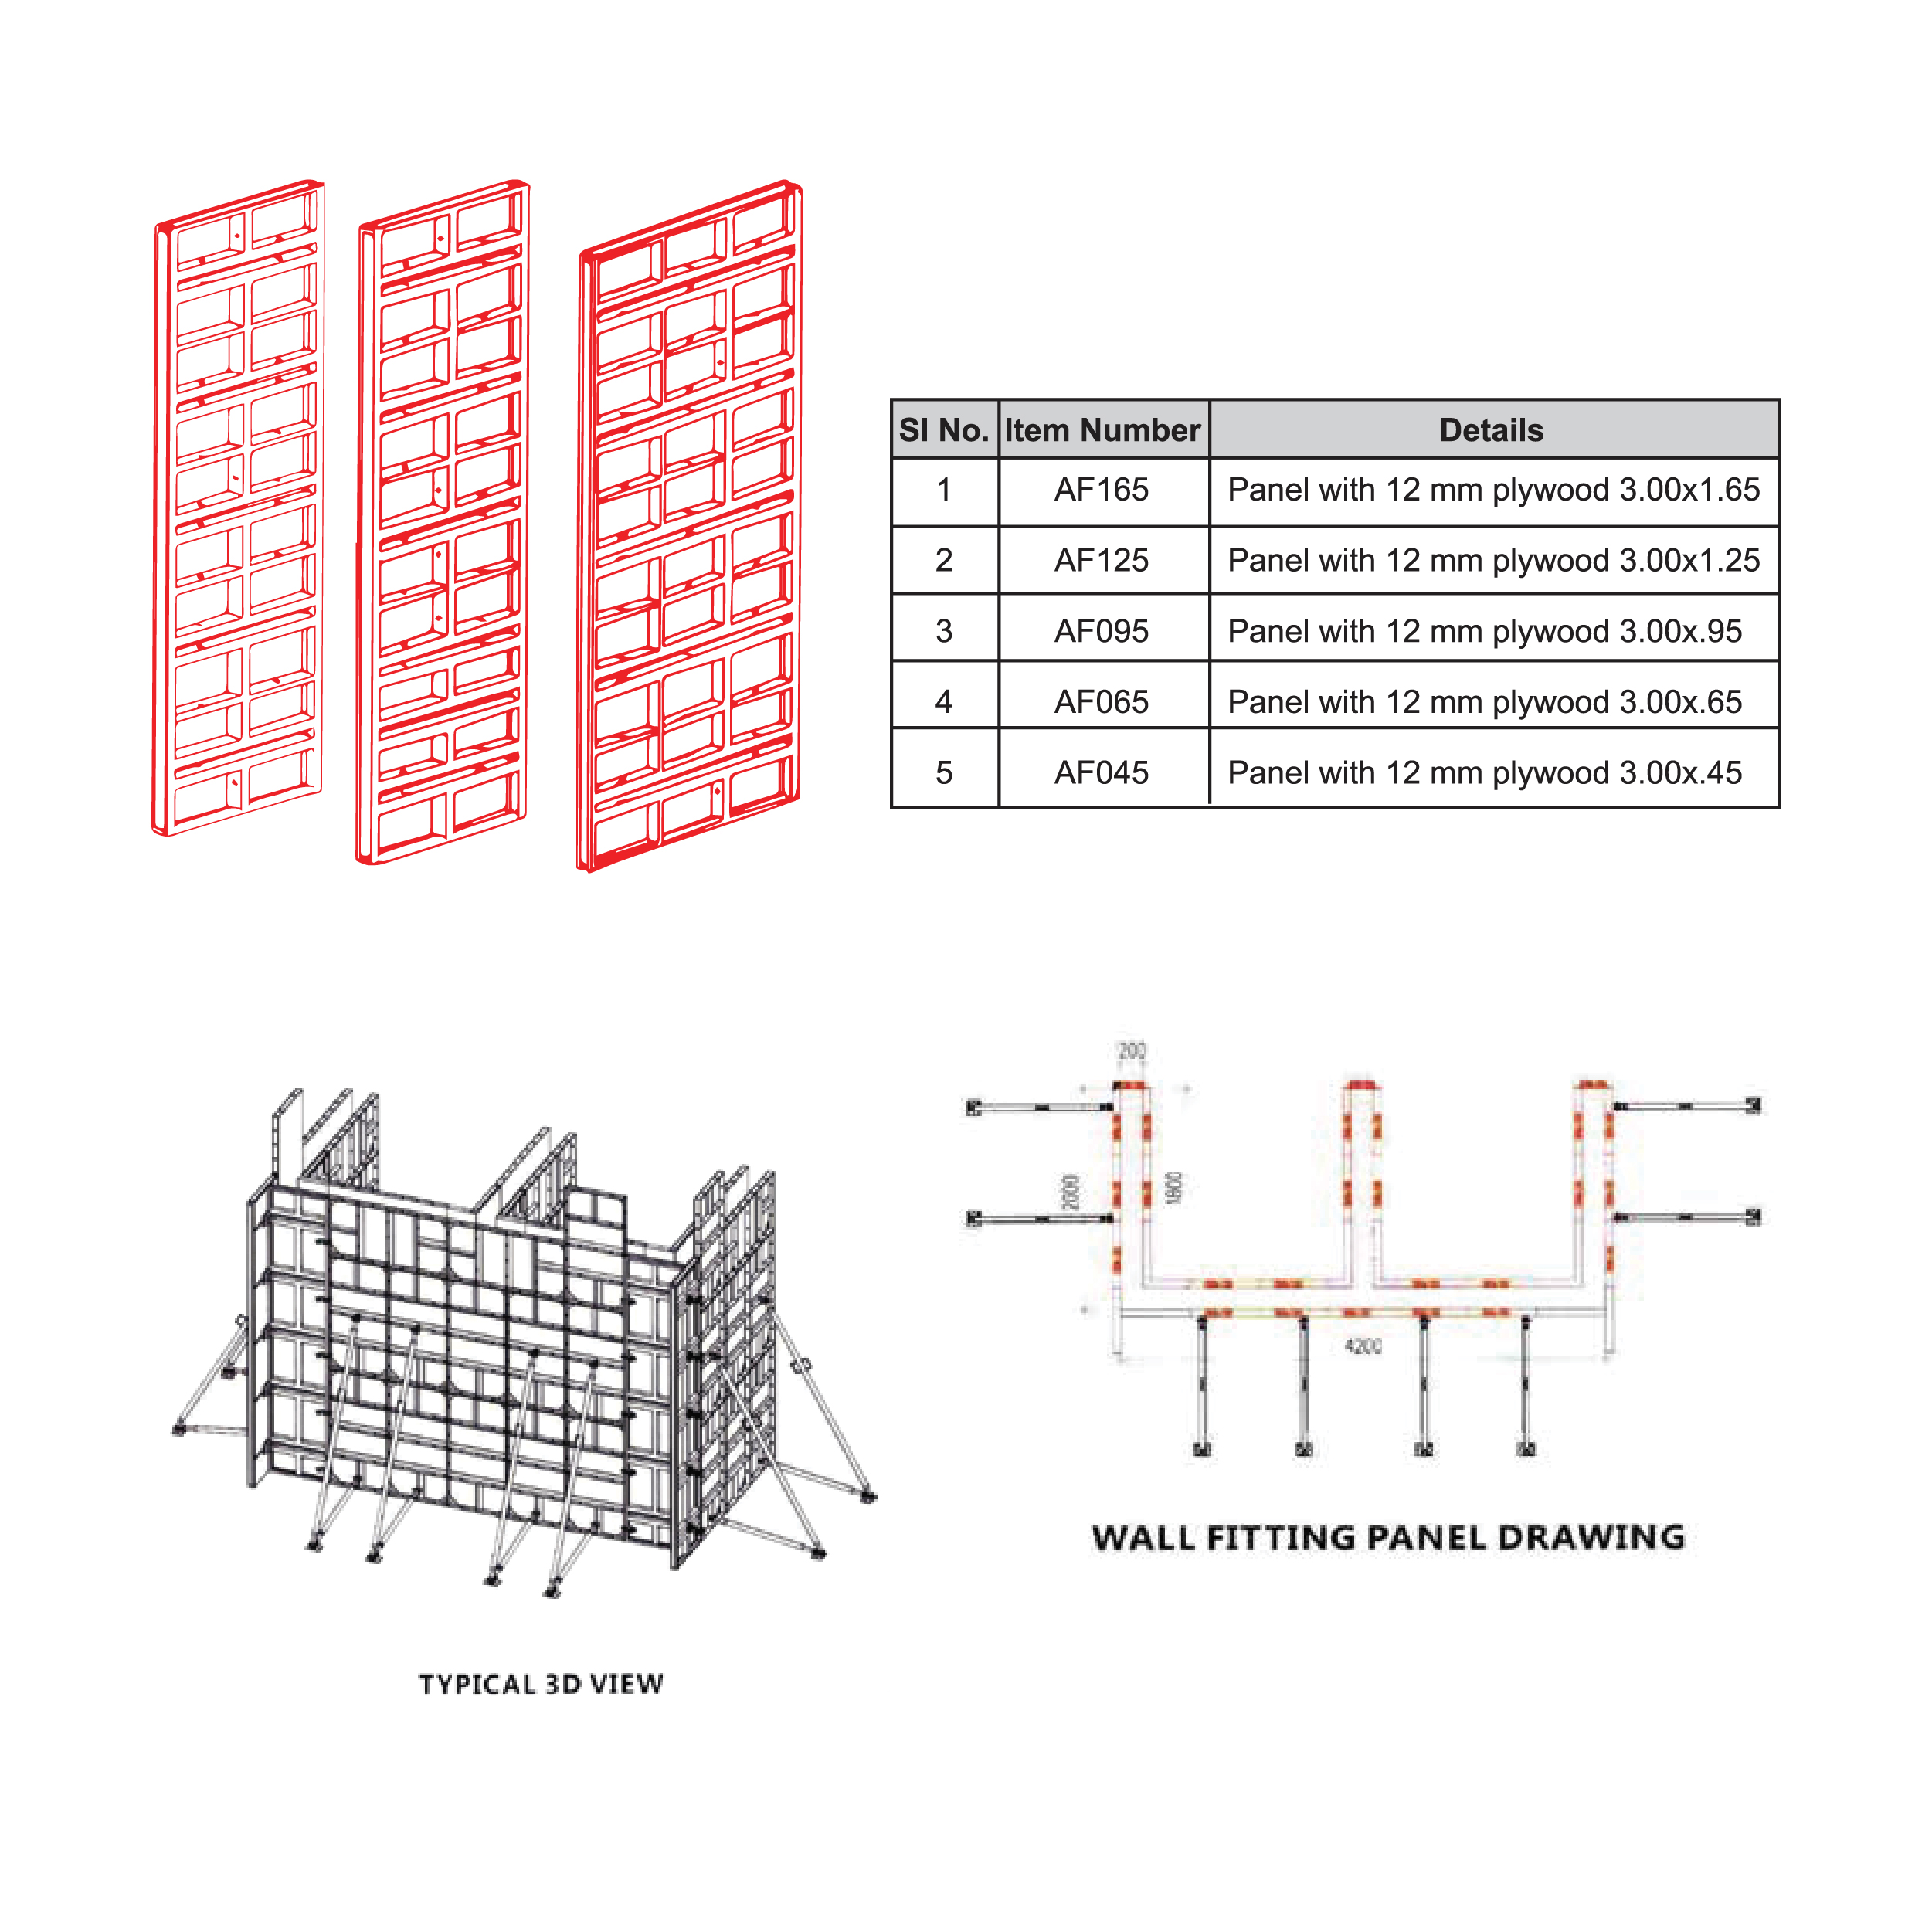 Sl No. Item Number Details
1 AF165 Panel with 12 mm plywood 3.00x1.65
2 AF125 Panel with 12 mm plywood 3.00x1.25
3 AF095 Panel with 12 mm plywood 3.00x.95
4 AF065 Panel with 12 mm plywood 3.00x.65
5 AF045 Panel with 12 mm plywood 3.00x.45
200
2000
1800
4200
WALL FITTING PANEL DRAWING
TYPICAL 3D VIEW